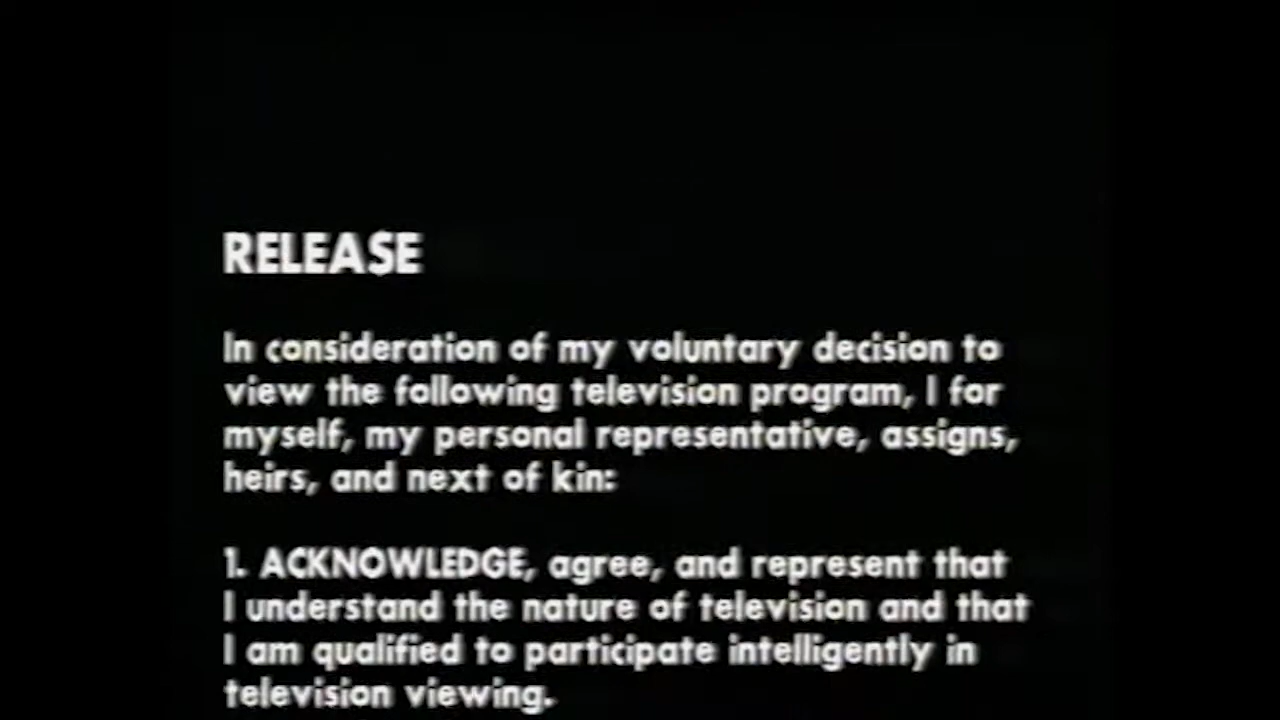 RELEASE
In consideration of my voluntary decision to
view the following television program, I for
myself, my personal representative, assigns,
heirs, and next of kin:
1. ACKNOWLEDGE, agree, and represent that
I understand the nature of television and that
I am qualified to participate intelligently in
television viewing.